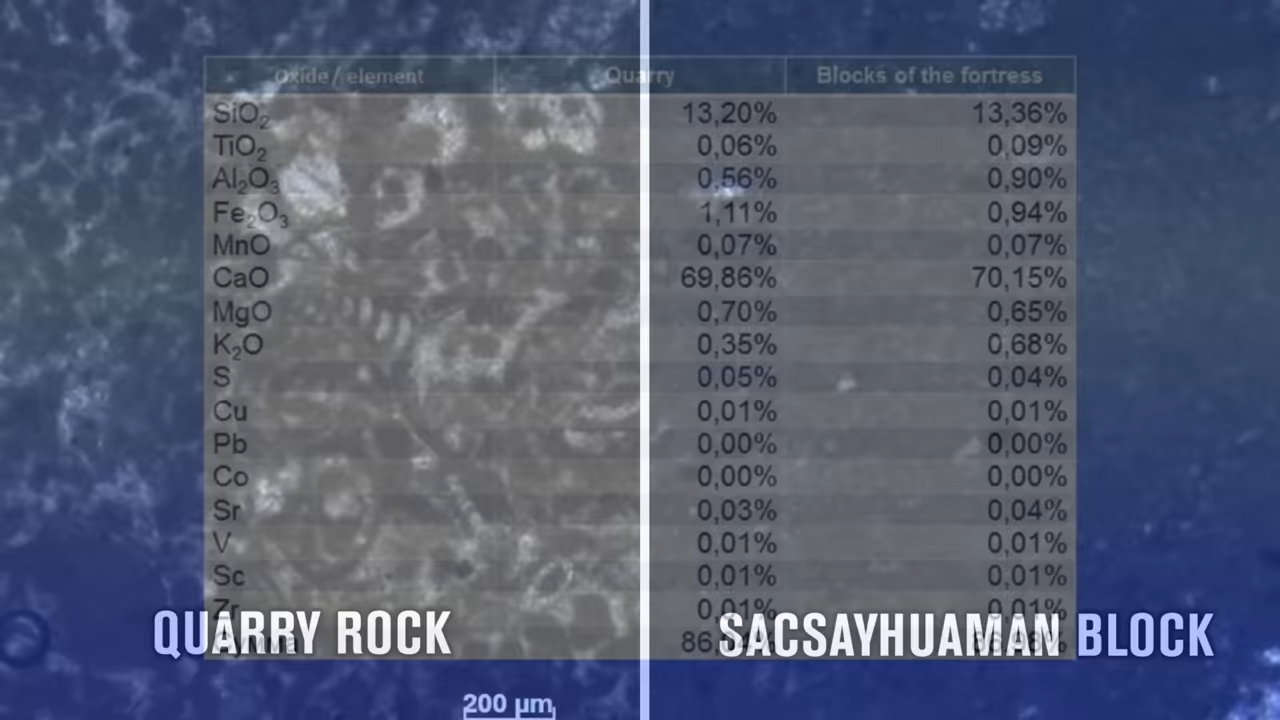 Oxide / element Quarry Blocks of the fortress
SiO₂ 13,20% 13,36%
TiO₂ 0,06% 0,09%
Al₂O₃ 0,56% 0,90%
Fe₂O₃ 1,11% 0,94%
MnO 0,07% 0,07%
CaO 69,86% 70,15%
MgO 0,70% 0,65%
K₂O 0,35% 0,68%
S 0,05% 0,04%
Cu 0,01% 0,01%
Pb 0,00% 0,00%
Co 0,00% 0,00%
Sr 0,03% 0,04%
V 0,01% 0,01%
Sc 0,01% 0,01%
Zr 0,01% 0,01%
QUARRY ROCK SACSAYHUAMAN BLOCK
200 µm